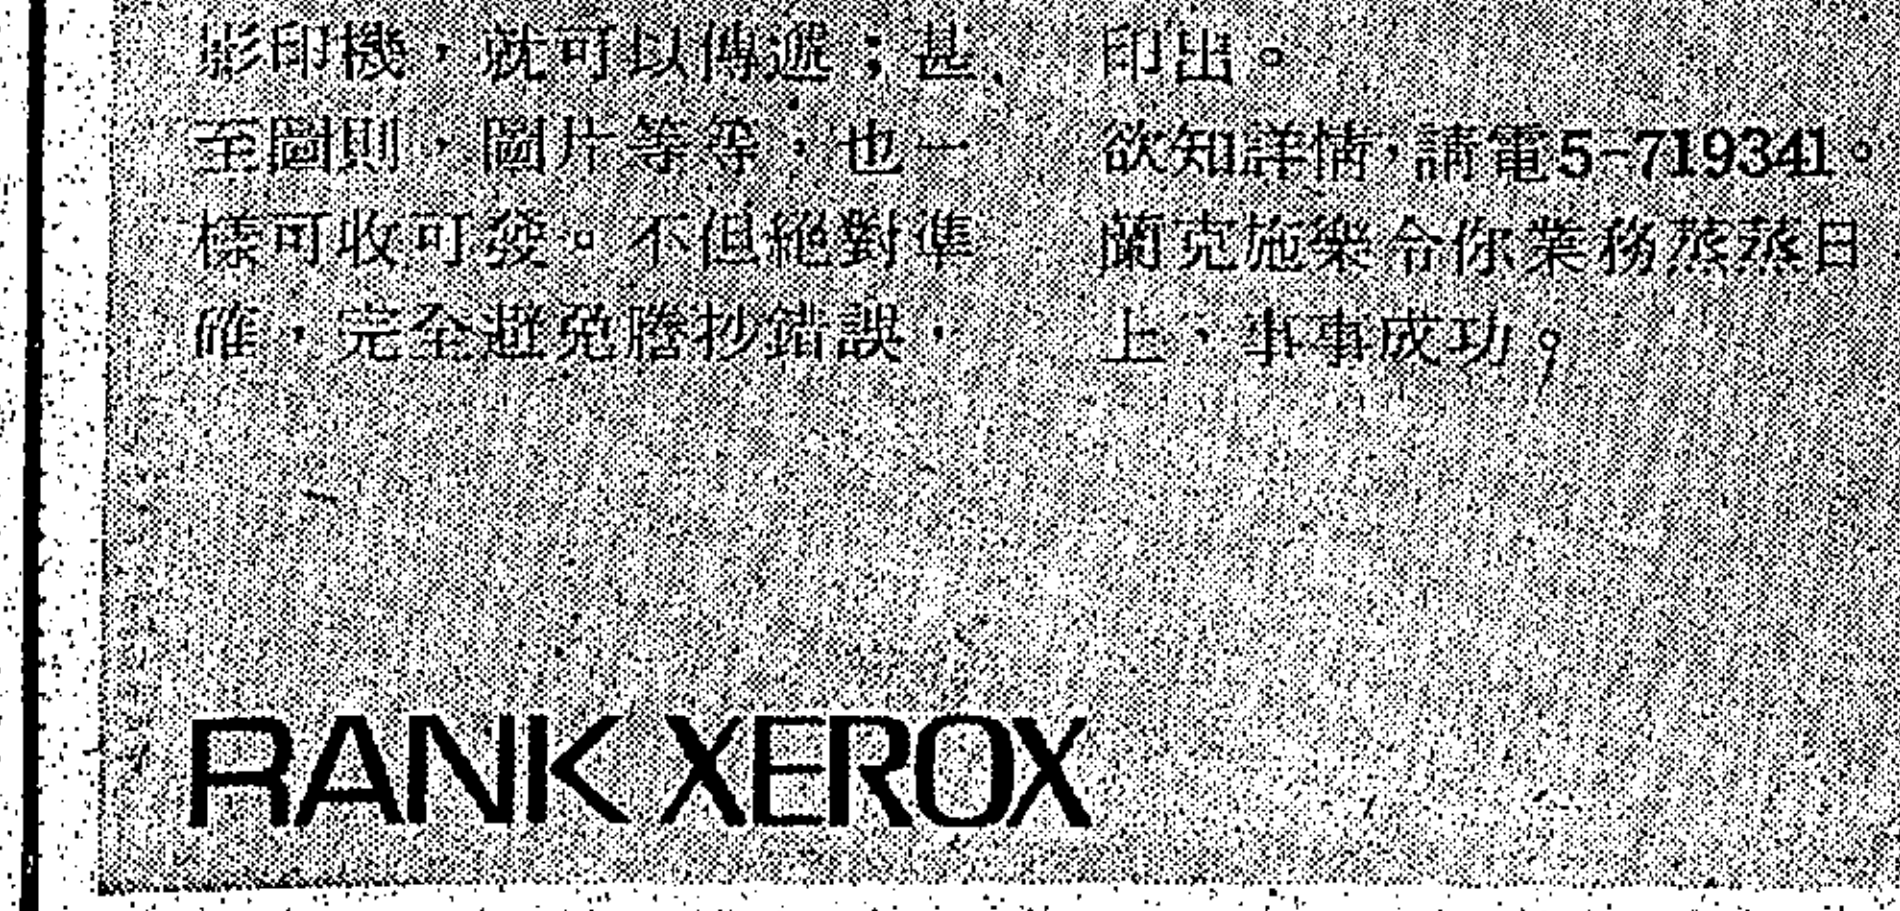 影印機，就可以傳遞；甚
至圖則，圖片等等，也一
樣可收可發。不但絕對準
確，完全避免謄抄錯誤，
印出。
欲知詳情，請電5-719341。
蘭克施樂令你業務蒸蒸日
上，事事成功。
RANK XEROX